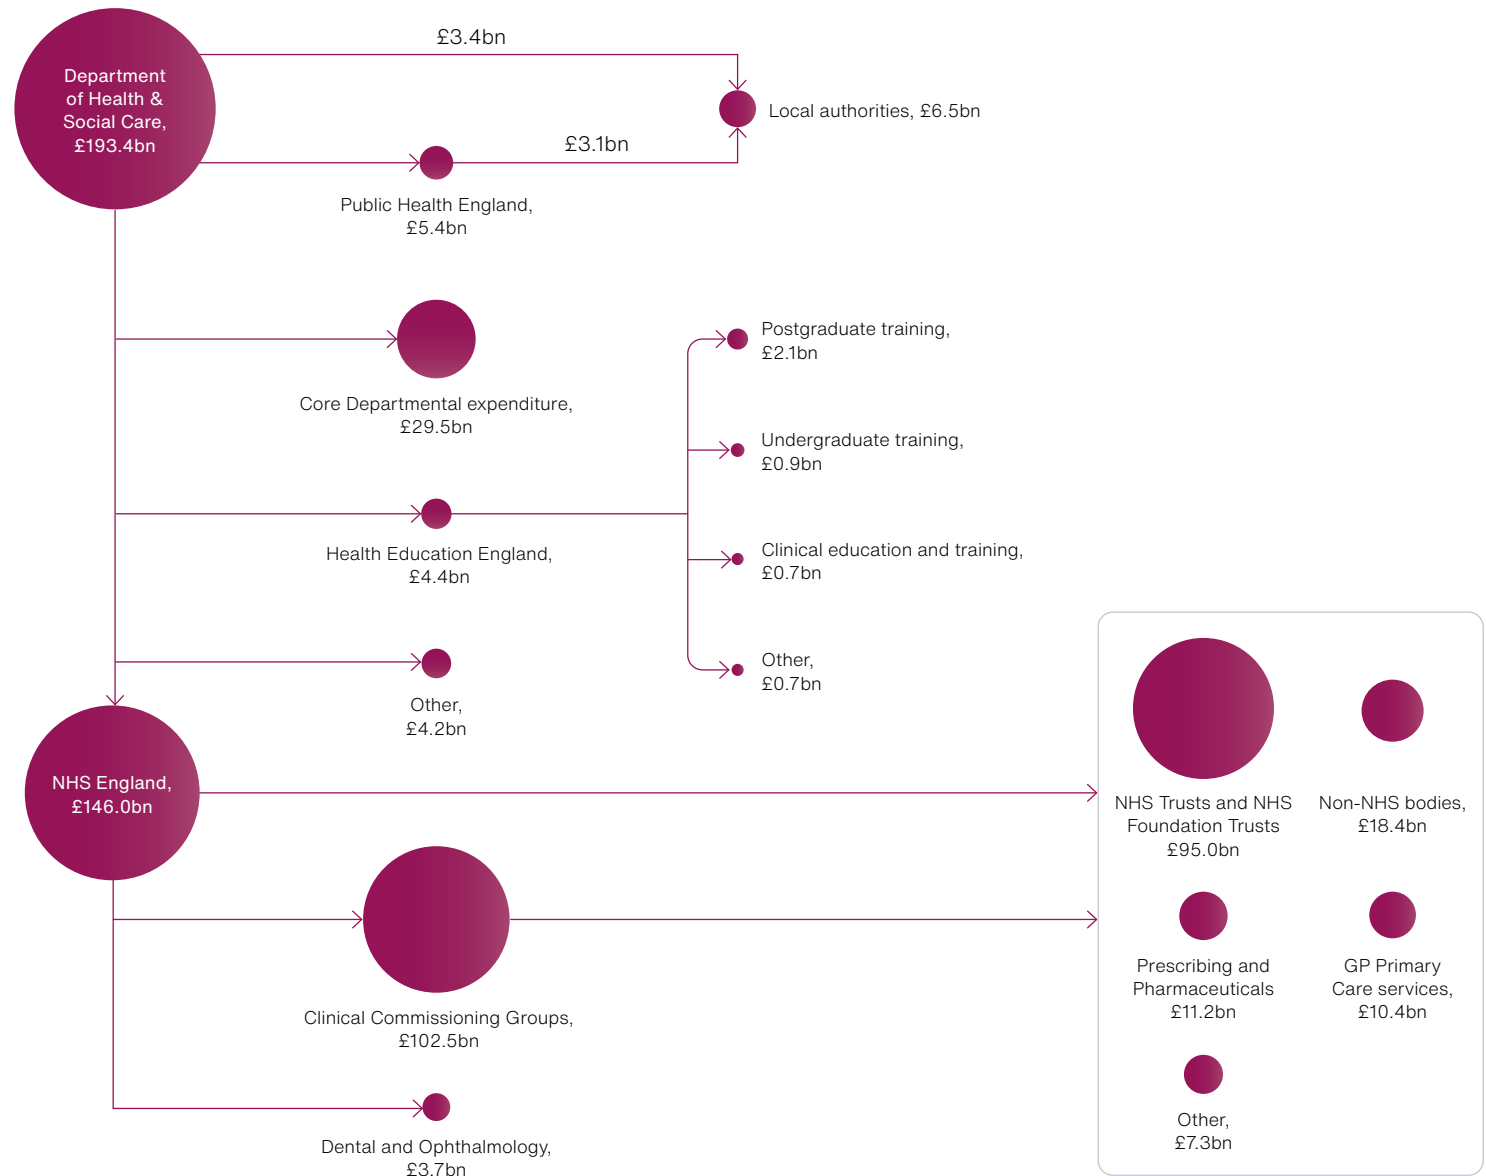 £3.4bn
Department
of Health &
Social Care,
£193.4bn
Local authorities, £6.5bn
£3.1bn
Public Health England,
£5.4bn
Core Departmental expenditure,
£29.5bn
Postgraduate training,
£2.1bn
Undergraduate training,
£0.9bn
Health Education England,
£4.4bn
Clinical education and training,
£0.7bn
Other,
£0.7bn
Other,
£4.2bn
NHS England,
£146.0bn
NHS Trusts and NHS
Foundation Trusts
£95.0bn
Non-NHS bodies,
£18.4bn
Prescribing and
Pharmaceuticals
£11.2bn
GP Primary
Care services,
£10.4bn
Clinical Commissioning Groups,
£102.5bn
Other,
£7.3bn
Dental and Ophthalmology,
£3.7bn